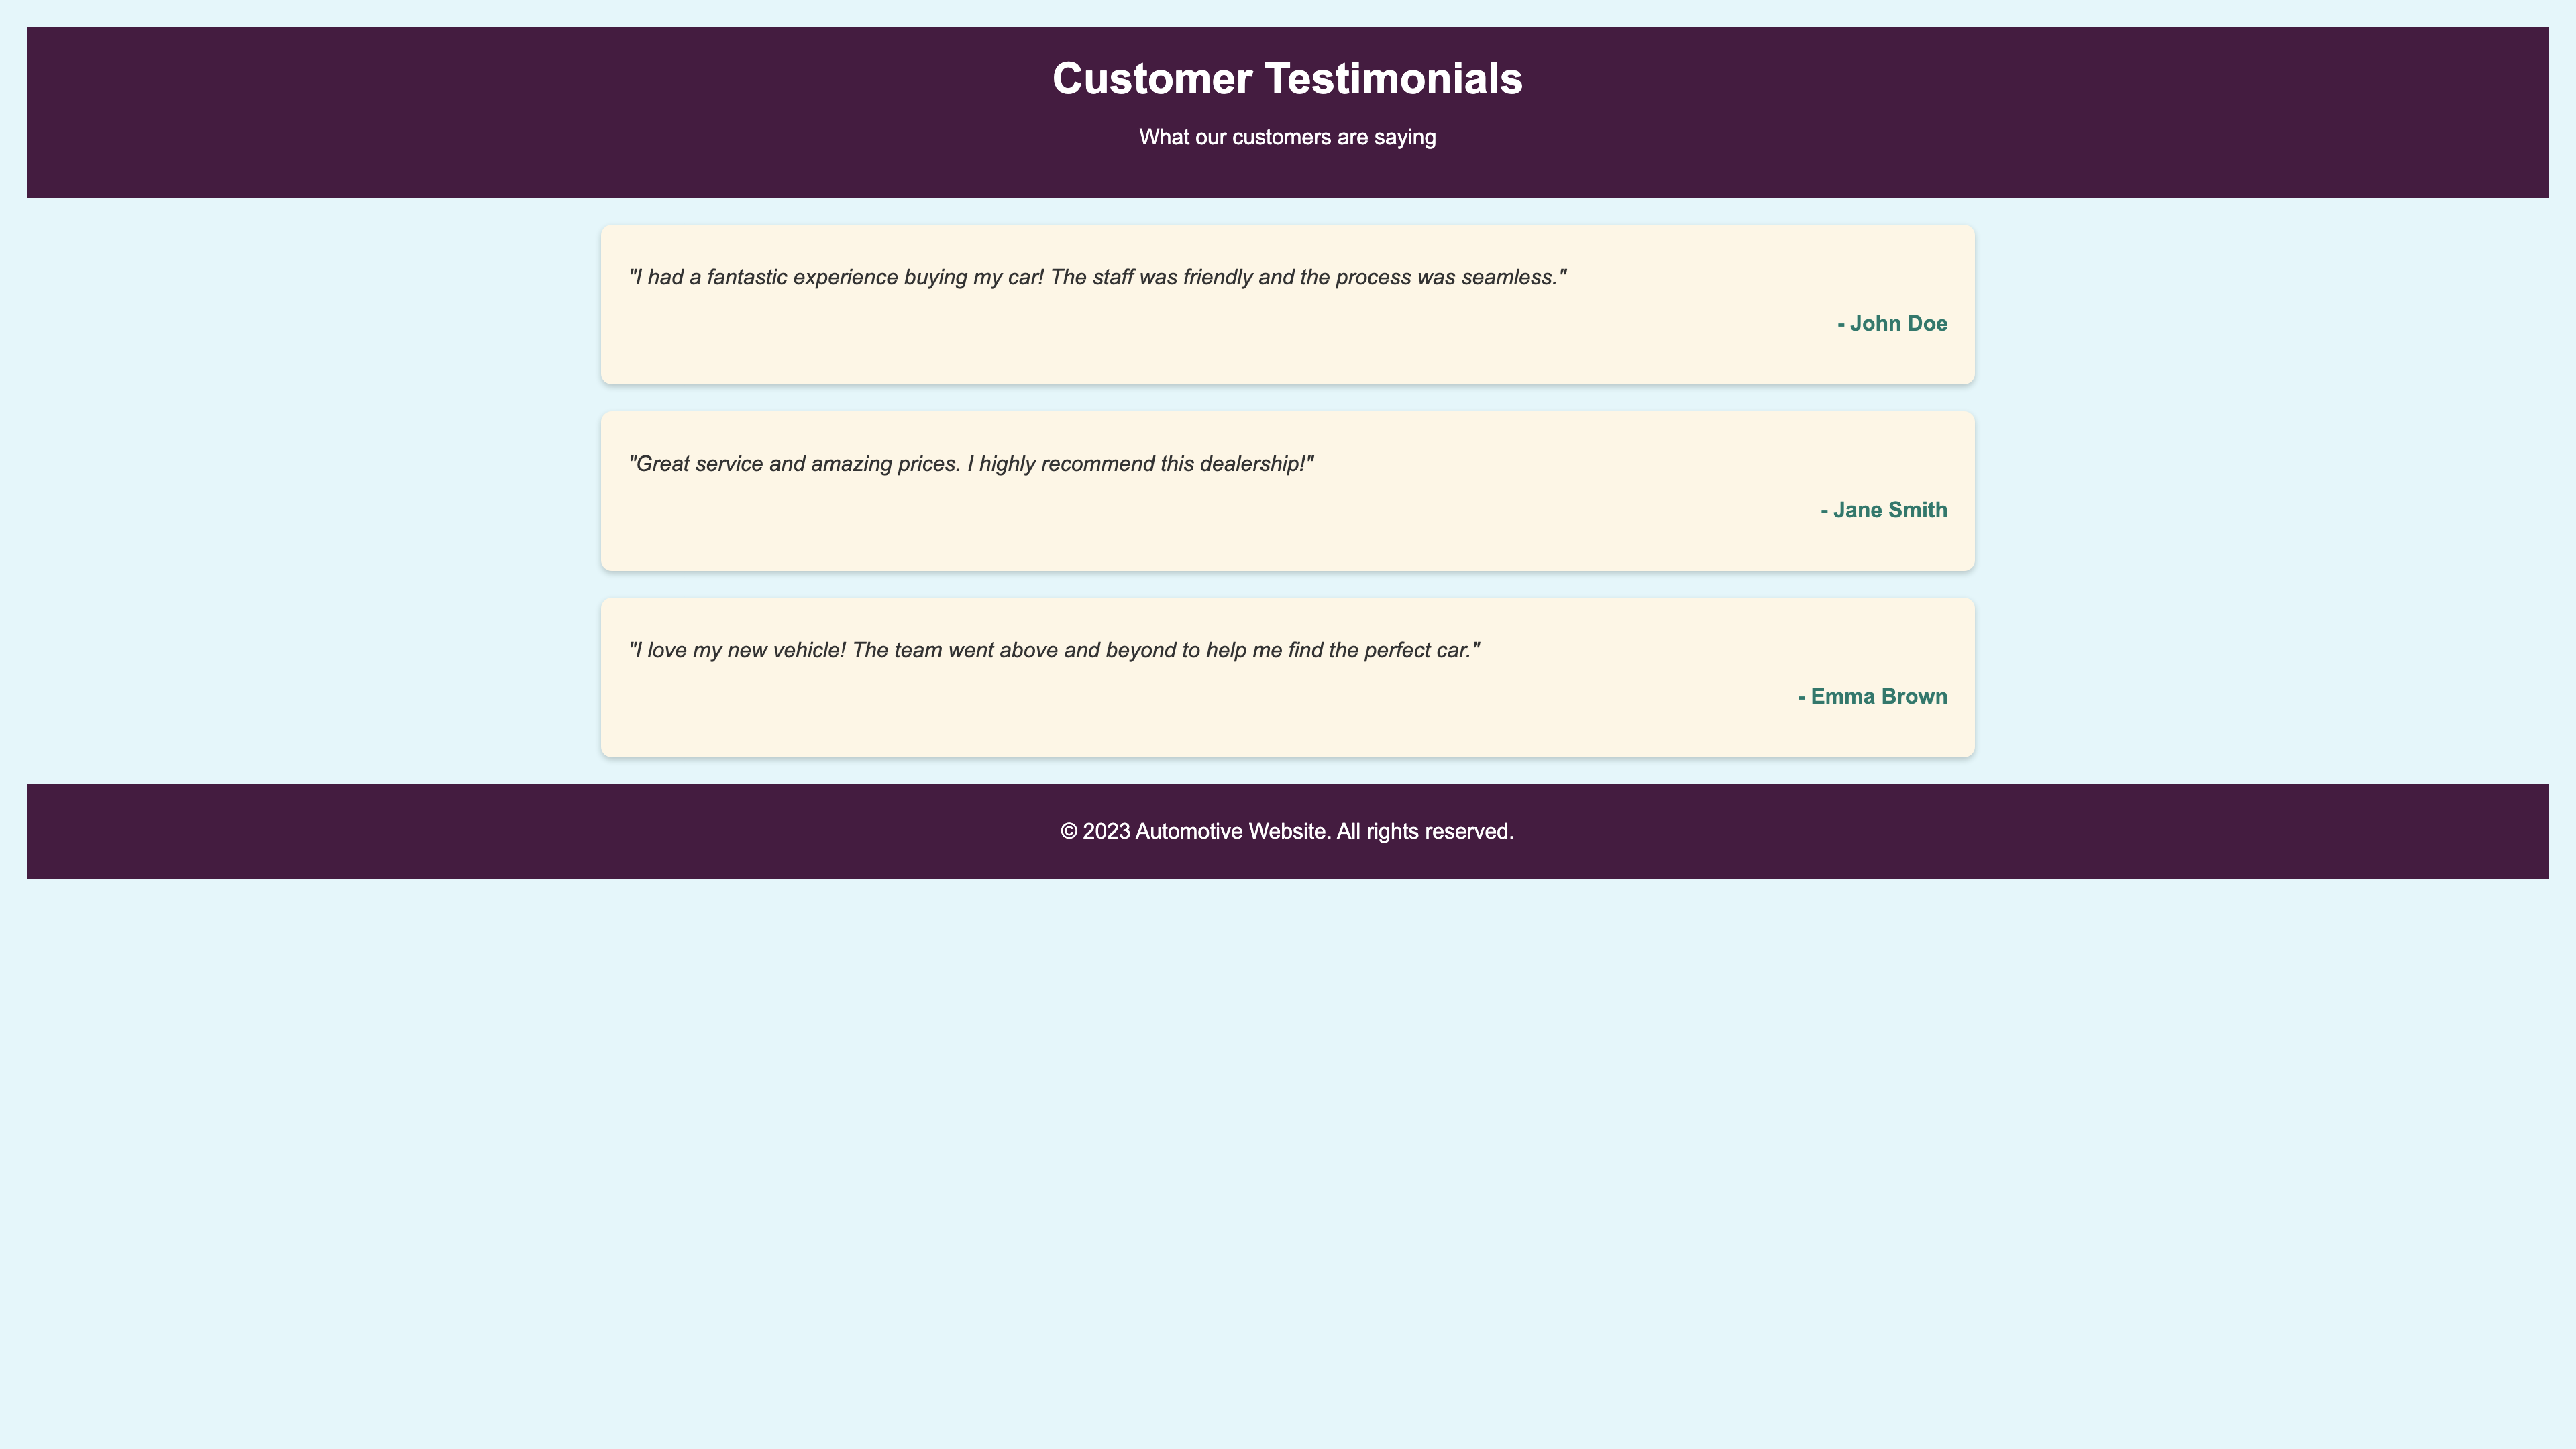 Customer Testimonials
What our customers are saying
"I had a fantastic experience buying my car! The staff was friendly and the process was seamless."
- John Doe
"Great service and amazing prices. I highly recommend this dealership!"
- Jane Smith
"I love my new vehicle! The team went above and beyond to help me find the perfect car."
- Emma Brown
© 2023 Automotive Website. All rights reserved.